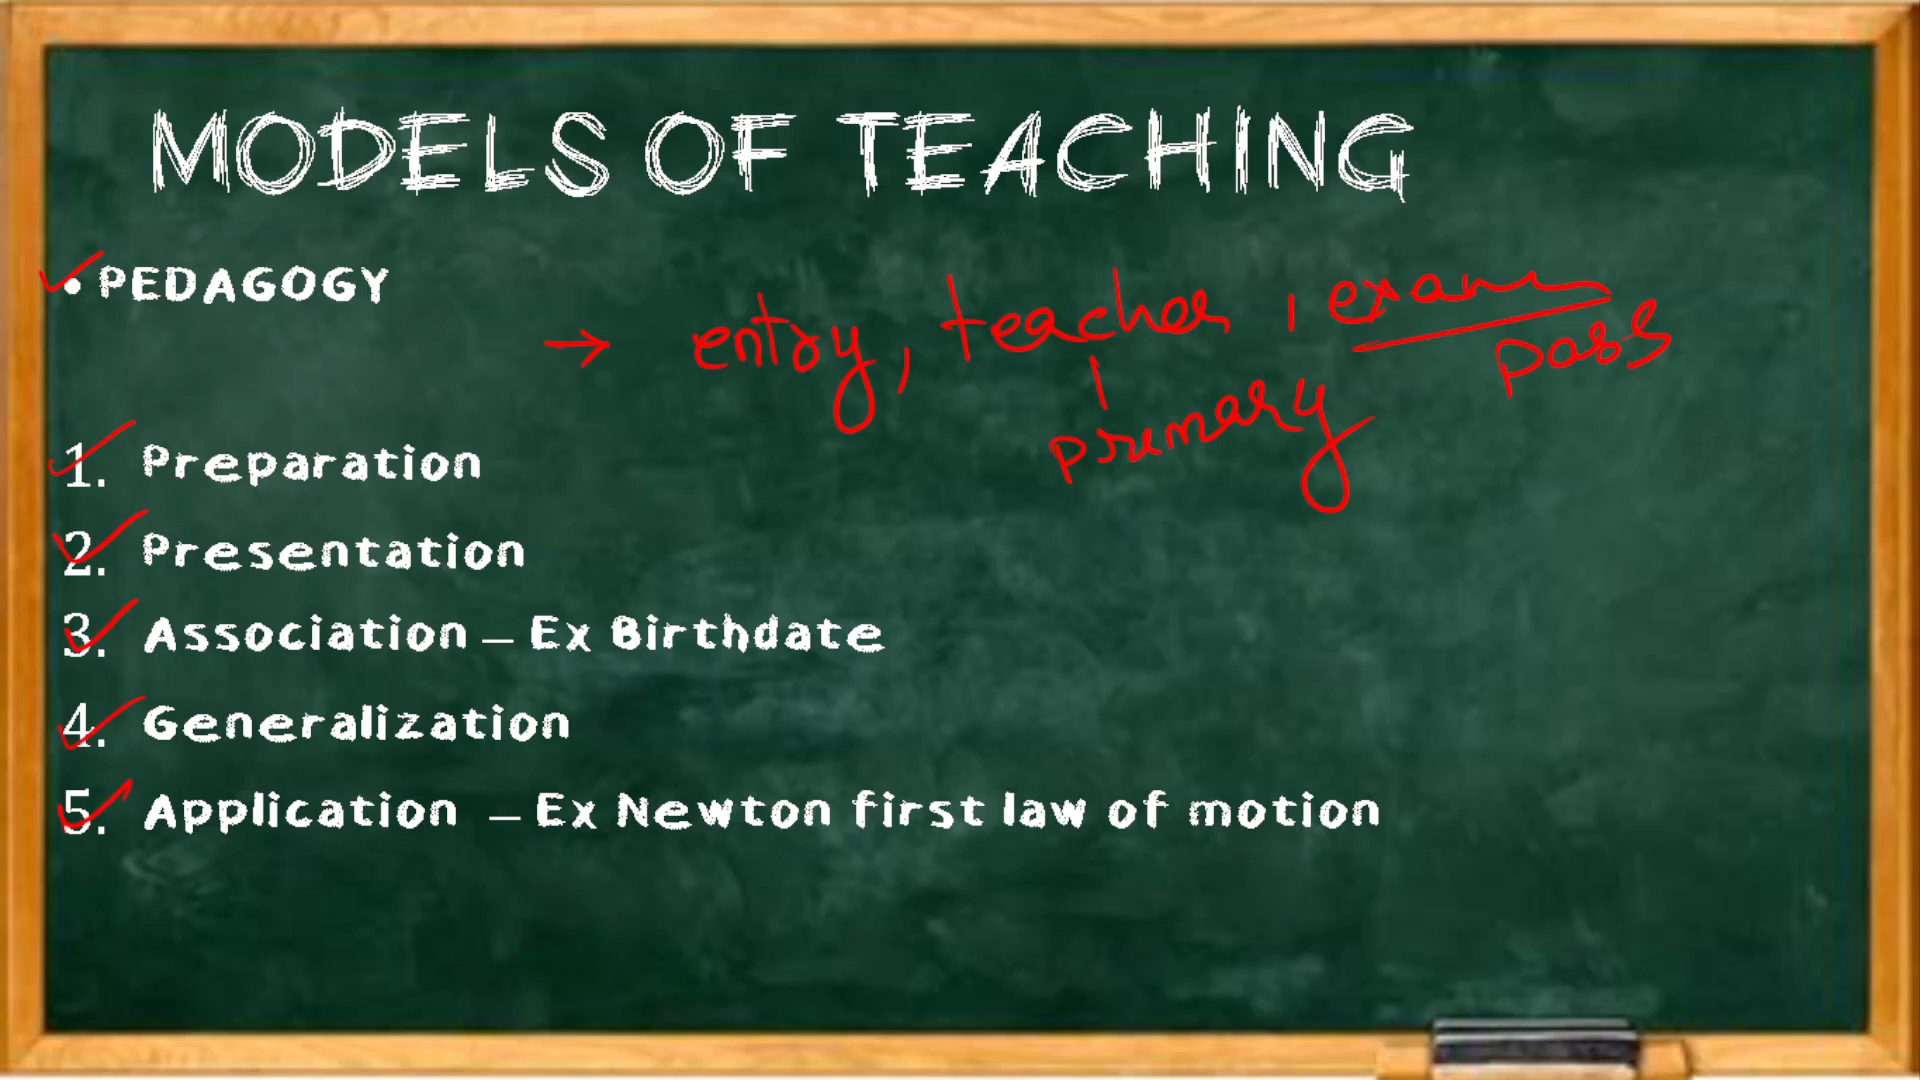 MODELS OF TEACHING
• PEDAGOGY
→ entry, teacher, exam
pass
primary
1. Preparation
2. Presentation
3. Association – Ex Birthdate
4. Generalization
5. Application – Ex Newton first law of motion